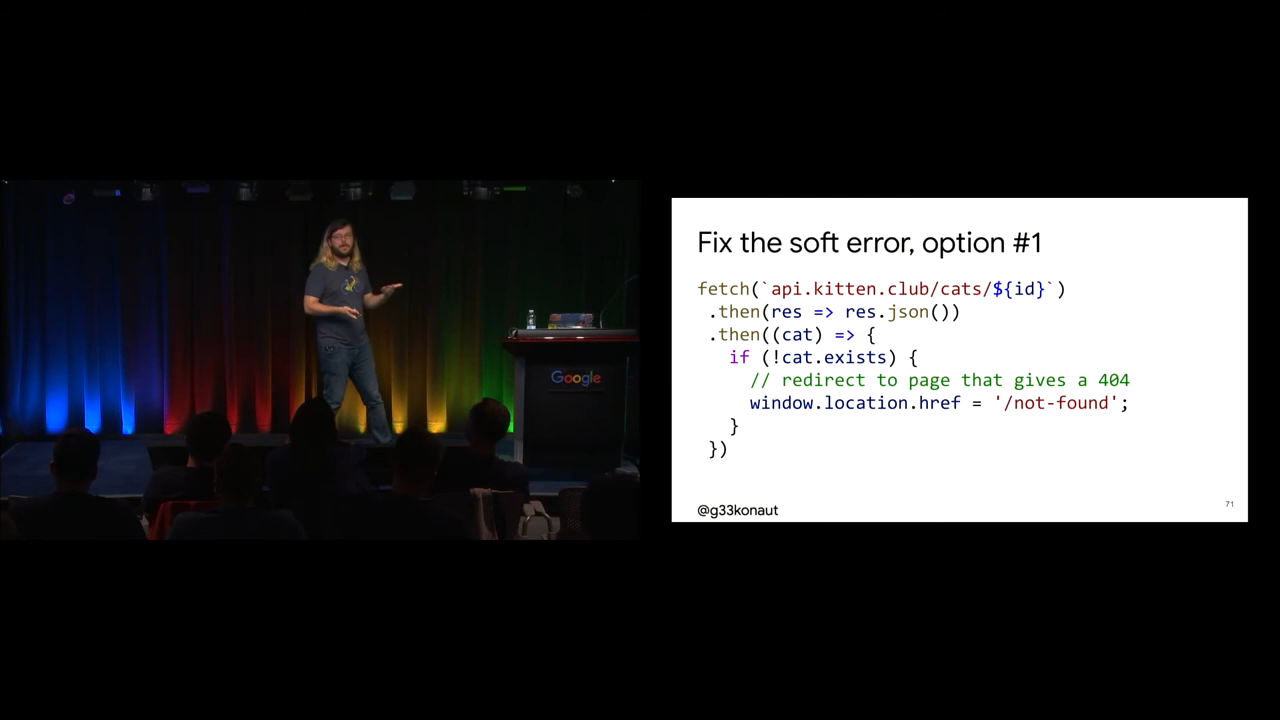 Google
Fix the soft error, option #1
fetch(`api.kitten.club/cats/${id}`)
.then(res => res.json())
.then((cat) => {
if (!cat.exists) {
// redirect to page that gives a 404
window.location.href = '/not-found';
}
})
@g33konaut
71